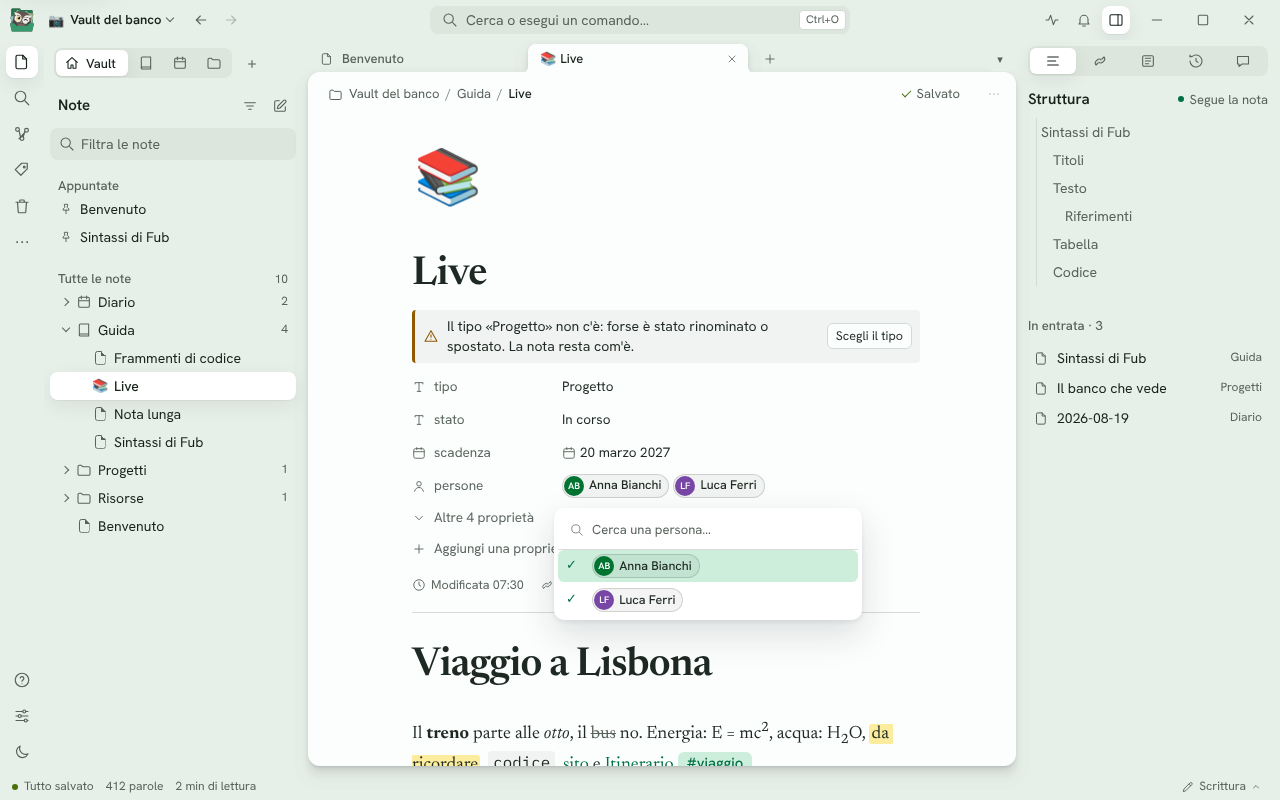 Vault del banco
Cerca o esegui un comando...
Ctrl+O
Vault
Benvenuto
Live
Note
Filtra le note
Appuntate
Benvenuto
Sintassi di Fub
Tutte le note 10
Diario 2
Guida 4
Frammenti di codice
Live
Nota lunga
Sintassi di Fub
Progetti 1
Risorse 1
Benvenuto
Vault del banco / Guida / Live
Salvato
Live
Il tipo «Progetto» non c'è: forse è stato rinominato o
spostato. La nota resta com'è.
Scegli il tipo
tipo Progetto
stato In corso
scadenza 20 marzo 2027
persone AB Anna Bianchi LF Luca Ferri
Altre 4 proprietà
Aggiungi una proprie
Modificata 07:30
Cerca una persona...
AB Anna Bianchi
LF Luca Ferri
Viaggio a Lisbona
Il treno parte alle otto, il bus no. Energia: E = mc², acqua: H₂O, da
ricordare codice sito e Itinerario #viaggio
Struttura
Segue la nota
Sintassi di Fub
Titoli
Testo
Riferimenti
Tabella
Codice
In entrata · 3
Sintassi di Fub Guida
Il banco che vede Progetti
2026-08-19 Diario
Tutto salvato 412 parole 2 min di lettura
Scrittura